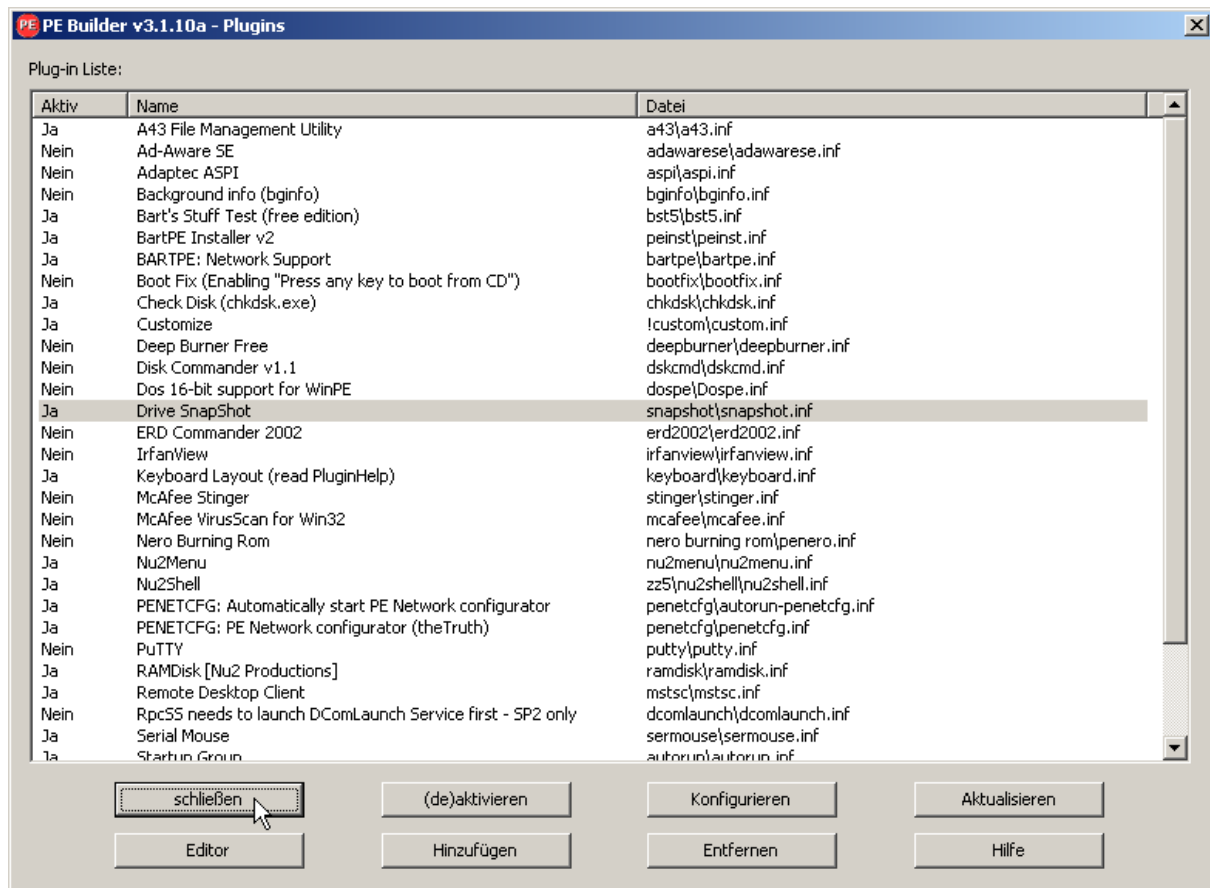 PE PE Builder v3.1.10a - Plugins
Plug-in Liste:
Aktiv Name Datei
Ja A43 File Management Utility a43\a43.inf
Nein Ad-Aware SE adawarese\adawarese.inf
Nein Adaptec ASPI aspi\aspi.inf
Nein Background info (bginfo) bginfo\bginfo.inf
Ja Bart's Stuff Test (free edition) bst5\bst5.inf
Ja BartPE Installer v2 peinst\peinst.inf
Ja BARTPE: Network Support bartpe\bartpe.inf
Nein Boot Fix (Enabling "Press any key to boot from CD") bootfix\bootfix.inf
Ja Check Disk (chkdsk.exe) chkdsk\chkdsk.inf
Ja Customize !custom\custom.inf
Nein Deep Burner Free deepburner\deepburner.inf
Nein Disk Commander v1.1 dskcmd\dskcmd.inf
Nein Dos 16-bit support for WinPE dospe\Dospe.inf
Ja Drive SnapShot snapshot\snapshot.inf
Nein ERD Commander 2002 erd2002\erd2002.inf
Nein IrfanView irfanview\irfanview.inf
Ja Keyboard Layout (read PluginHelp) keyboard\keyboard.inf
Nein McAfee Stinger stinger\stinger.inf
Nein McAfee VirusScan for Win32 mcafee\mcafee.inf
Nein Nero Burning Rom nero burning rom\penero.inf
Ja Nu2Menu nu2menu\nu2menu.inf
Ja Nu2Shell zz5\nu2shell\nu2shell.inf
Ja PENETCFG: Automatically start PE Network configurator penetcfg\autorun-penetcfg.inf
Ja PENETCFG: PE Network configurator (theTruth) penetcfg\penetcfg.inf
Nein PuTTY putty\putty.inf
Ja RAMDisk [Nu2 Productions] ramdisk\ramdisk.inf
Ja Remote Desktop Client mstsc\mstsc.inf
Nein RpcSS needs to launch DComLaunch Service first - SP2 only dcomlaunch\dcomlaunch.inf
Ja Serial Mouse sermouse\sermouse.inf
Ja Startup Group autorun\autorun.inf
schließen (de)aktivieren Konfigurieren Aktualisieren
Editor Hinzufügen Entfernen Hilfe